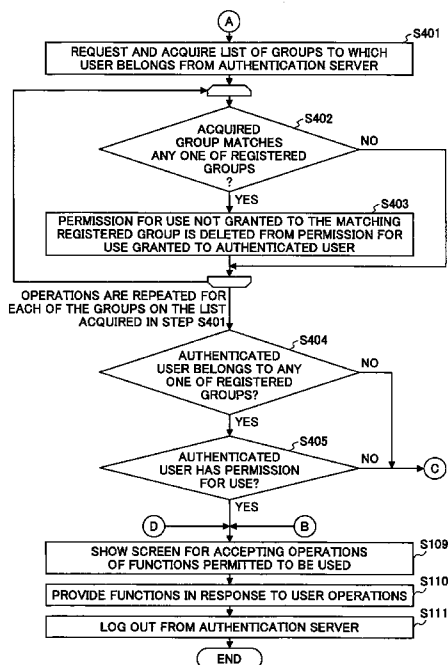 A
S401
REQUEST AND ACQUIRE LIST OF GROUPS TO WHICH
USER BELONGS FROM AUTHENTICATION SERVER
S402
ACQUIRED
GROUP MATCHES
ANY ONE OF REGISTERED
GROUPS
?
NO
YES
S403
PERMISSION FOR USE NOT GRANTED TO THE MATCHING
REGISTERED GROUP IS DELETED FROM PERMISSION FOR
USE GRANTED TO AUTHENTICATED USER
OPERATIONS ARE REPEATED FOR
EACH OF THE GROUPS ON THE LIST
ACQUIRED IN STEP S401
S404
AUTHENTICATED
USER BELONGS TO ANY
ONE OF REGISTERED
GROUPS?
NO
YES
S405
AUTHENTICATED
USER HAS PERMISSION
FOR USE?
NO
C
YES
D
B
S109
SHOW SCREEN FOR ACCEPTING OPERATIONS
OF FUNCTIONS PERMITTED TO BE USED
S110
PROVIDE FUNCTIONS IN RESPONSE TO USER OPERATIONS
S111
LOG OUT FROM AUTHENTICATION SERVER
END